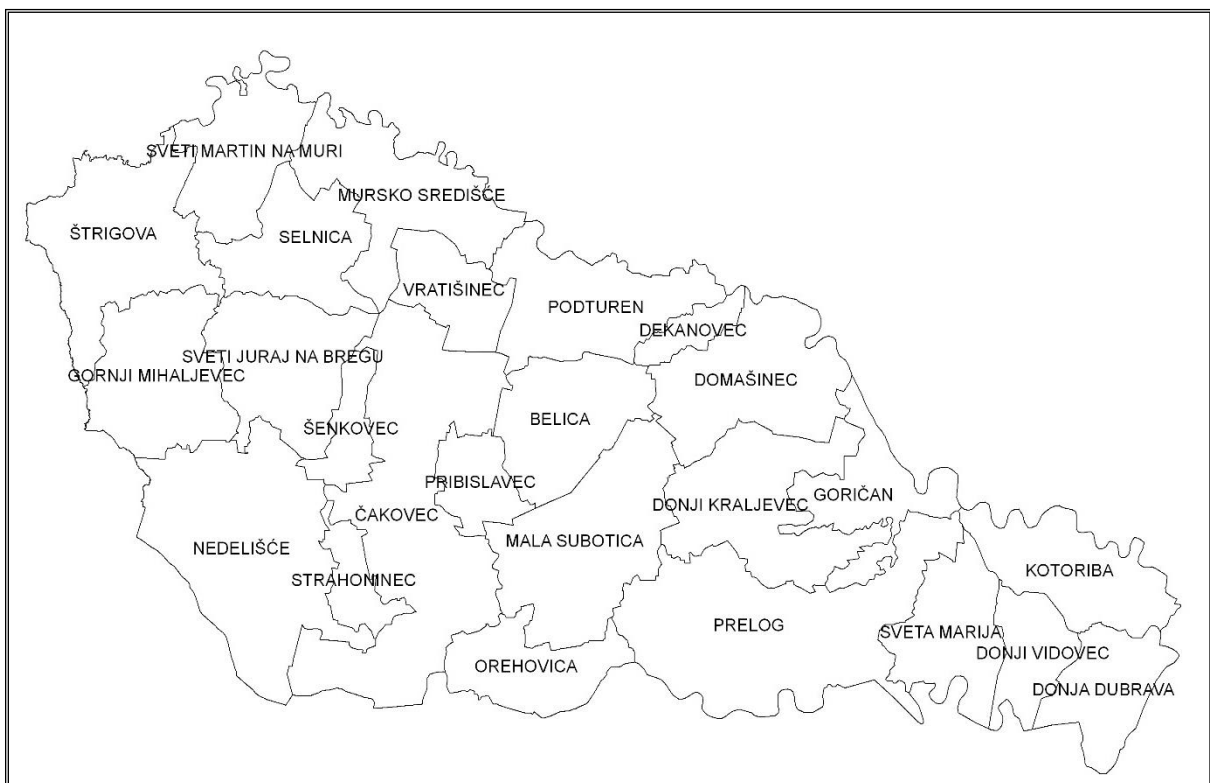 SVETI MARTIN NA MURI
MURSKO SREDIŠĆE
ŠTRIGOVA
SELNICA
VRATIŠINEC
PODTUREN
DEKANOVEC
SVETI JURAJ NA BREGU
GORNJI MIHALJEVEC
DOMAŠINEC
BELICA
ŠENKOVEC
PRIBISLAVEC
GORIČAN
DONJI KRALJEVEC
ČAKOVEC
MALA SUBOTICA
NEDELIŠĆE
KOTORIBA
STRAHONINEC
PRELOG
SVETA MARIJA
DONJI VIDOVEC
OREHOVICA
DONJA DUBRAVA